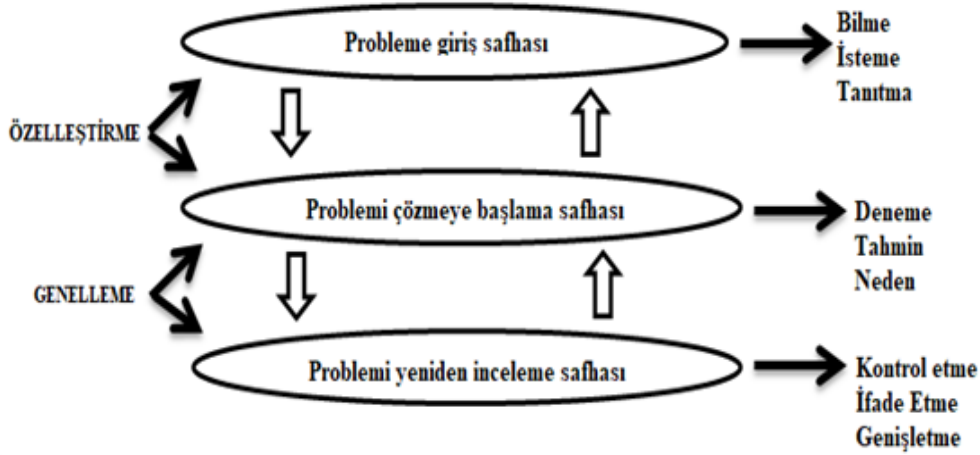 Probleme giriş safhası
Bilme
İsteme
Tanıtma
ÖZELLEŞTİRME
Problemi çözmeye başlama safhası
Deneme
Tahmin
Neden
GENELLEME
Problemi yeniden inceleme safhası
Kontrol etme
İfade Etme
Genişletme